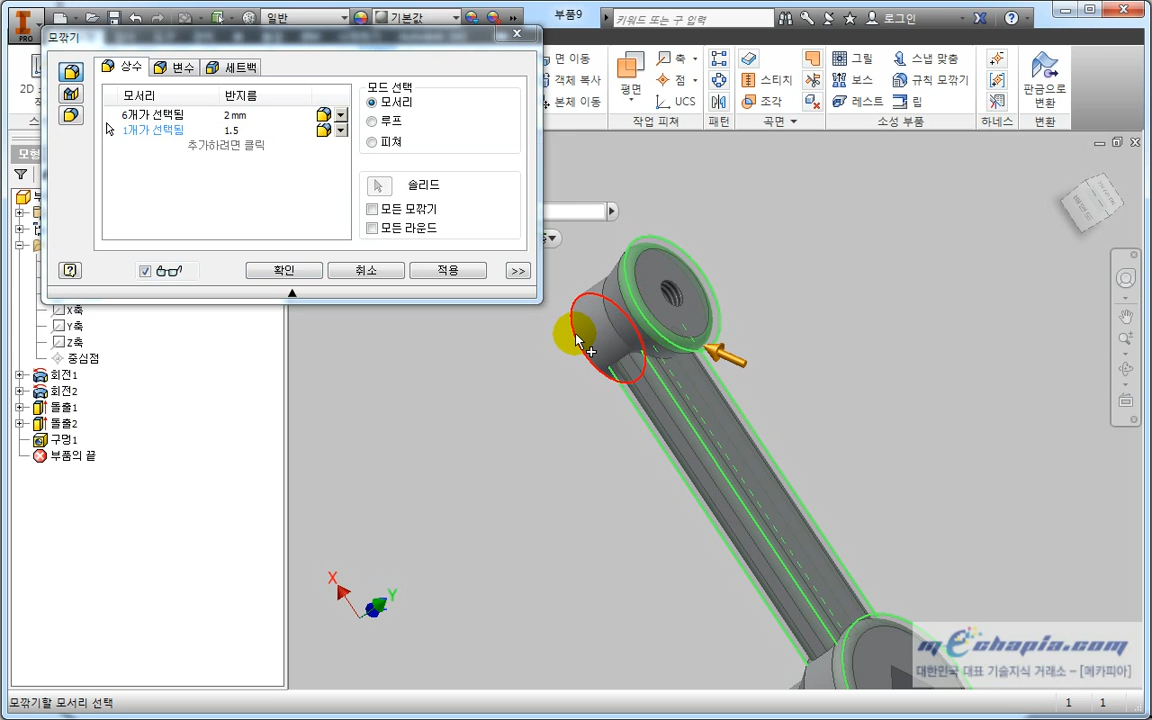 일반
기본값
부품9
키워드 또는 구 입력
로그인
PRO
모깎기
면 이동
객체 복사
본체 이동
평면
축
점
UCS
스티치
조각
그릴
보스
레스트
스냅 맞춤
규칙 모깎기
립
판금으로
변환
2D
작업 피쳐
패턴
곡면
소성 부품
하네스
변환
상수
변수
세트백
모서리
반지름
6개가 선택됨
2 mm
1개가 선택됨
1.5
추가하려면 클릭
모드 선택
모서리
루프
피쳐
솔리드
모든 모깎기
모든 라운드
확인
취소
적용
>>
X축
Y축
Z축
중심점
회전1
회전2
돌출1
돌출2
구멍1
부품의 끝
X
Y
mechapia.com
대한민국 대표 기술지식 거래소 – [메카피아]
모깎기할 모서리 선택
1
1